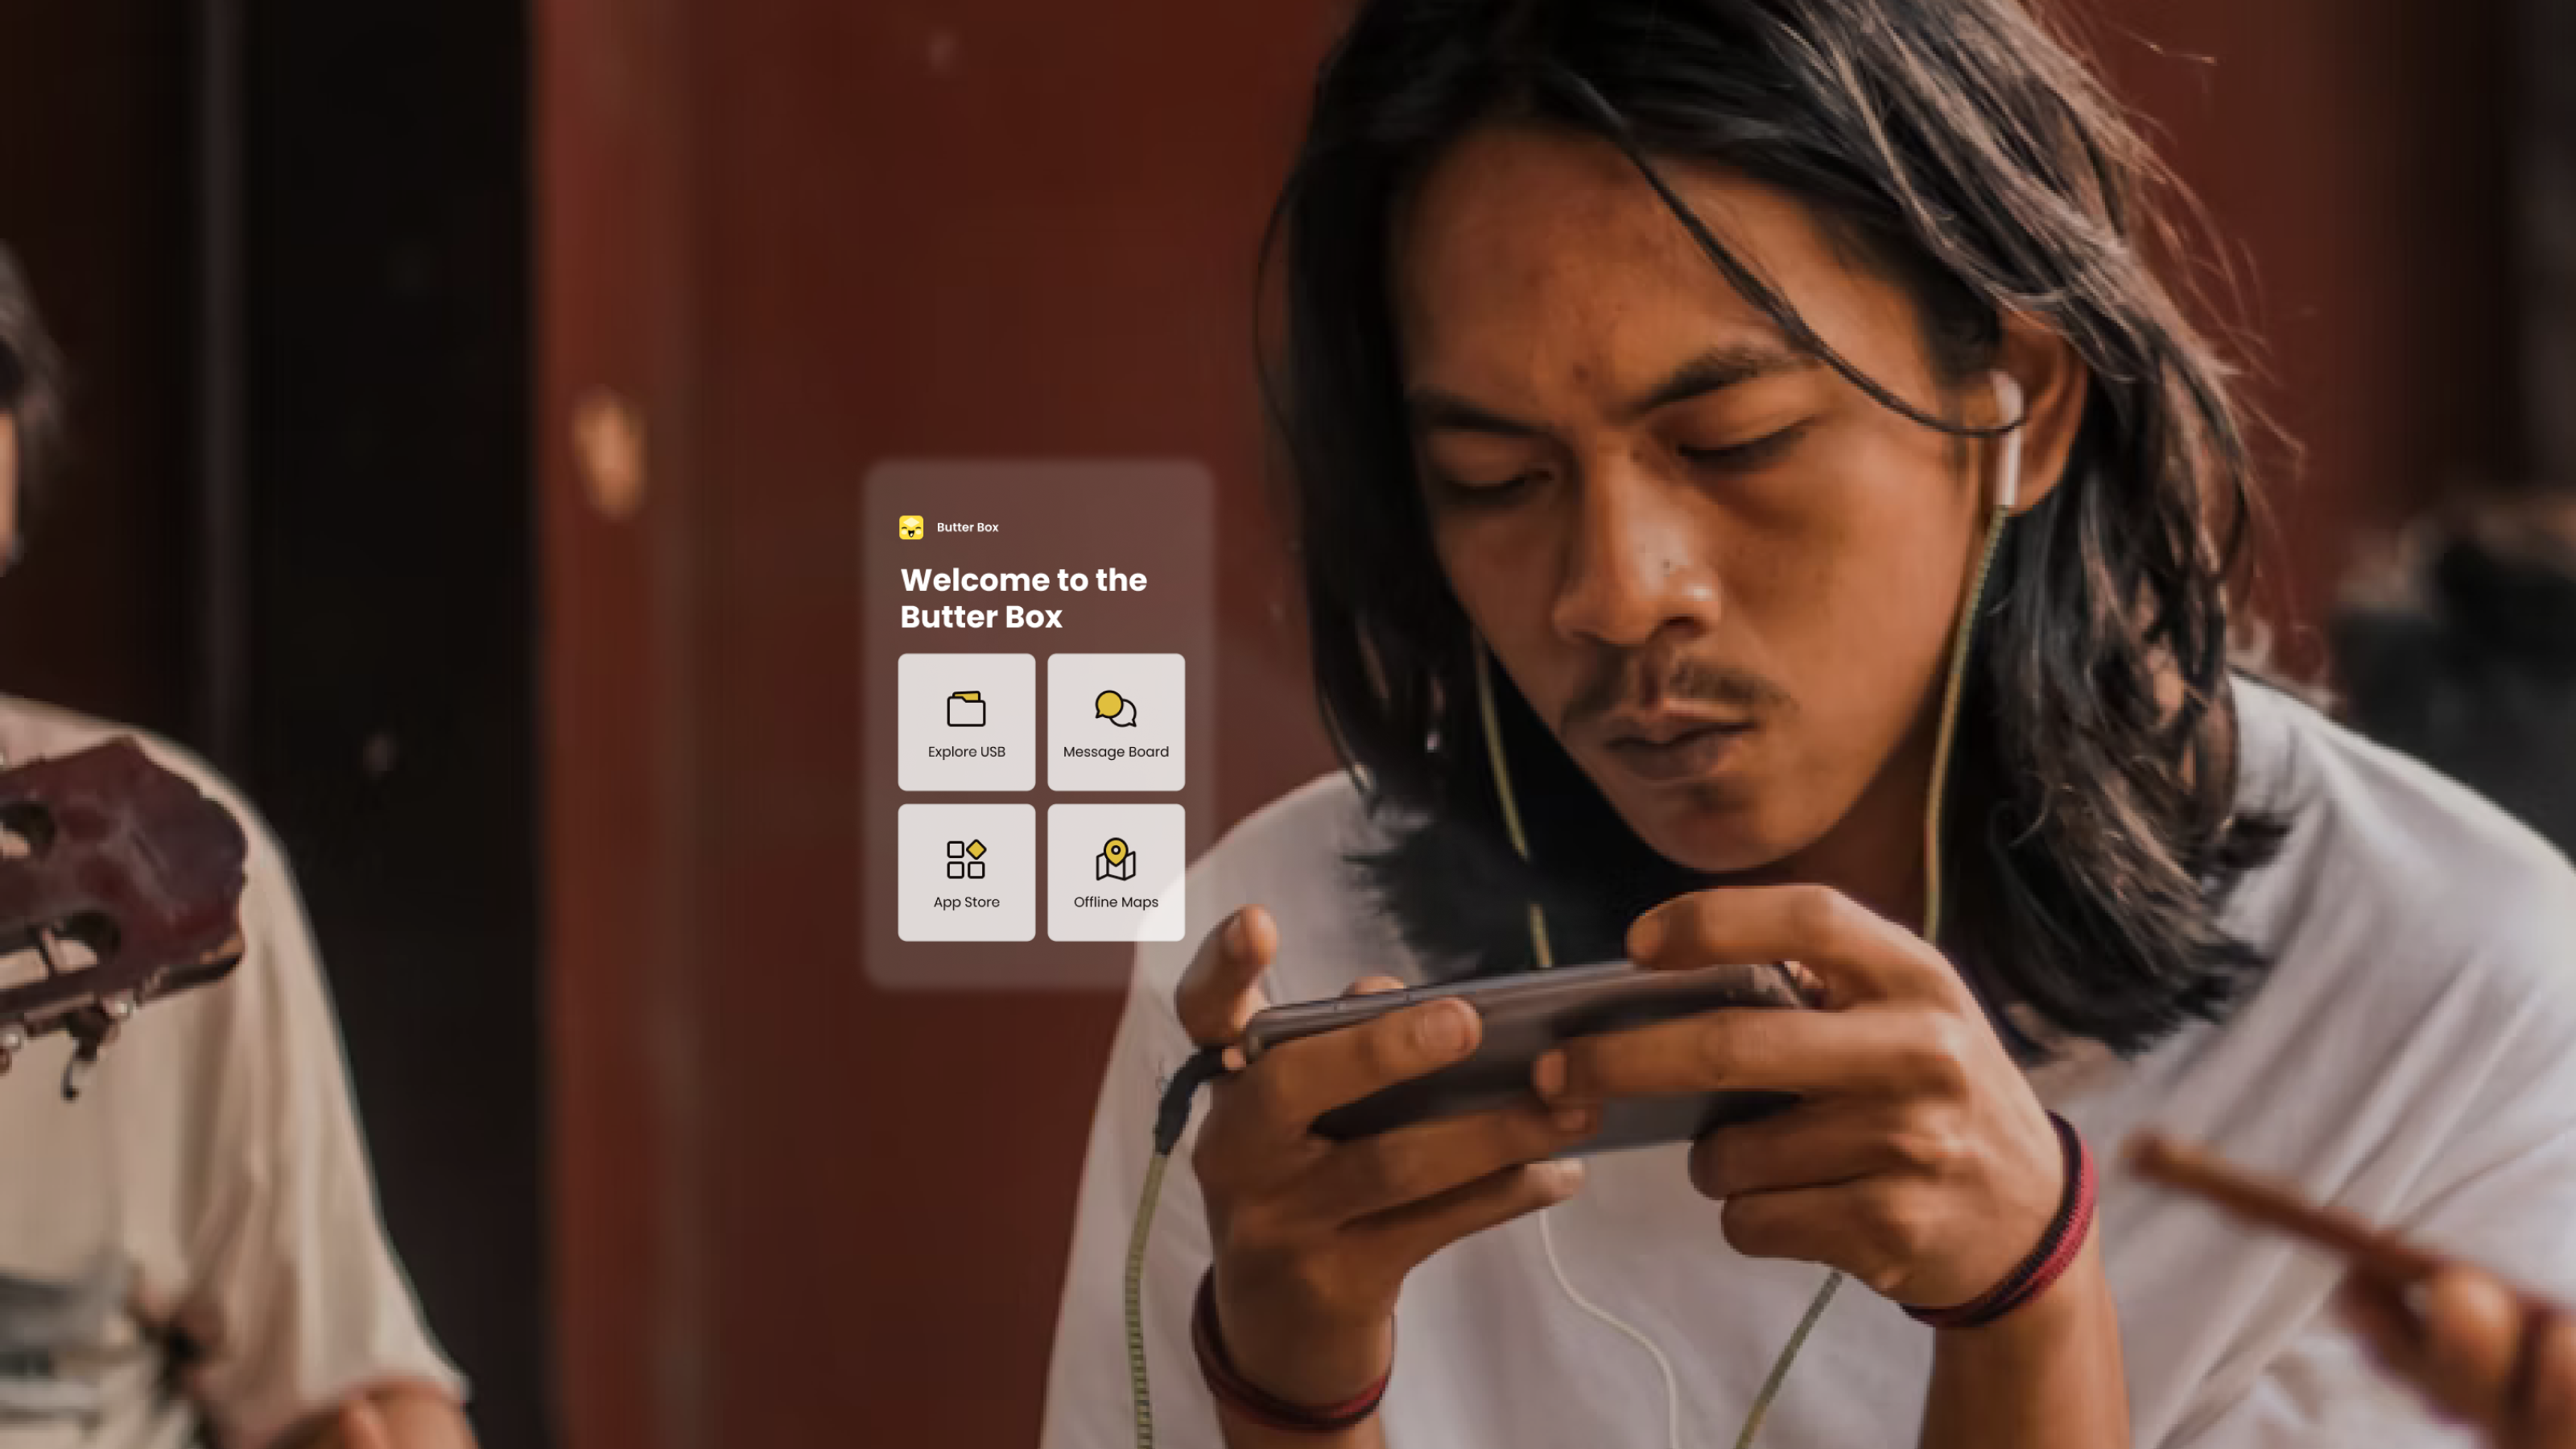 Butter Box
Welcome to the
Butter Box
Explore USB
Message Board
App Store
Offline Maps